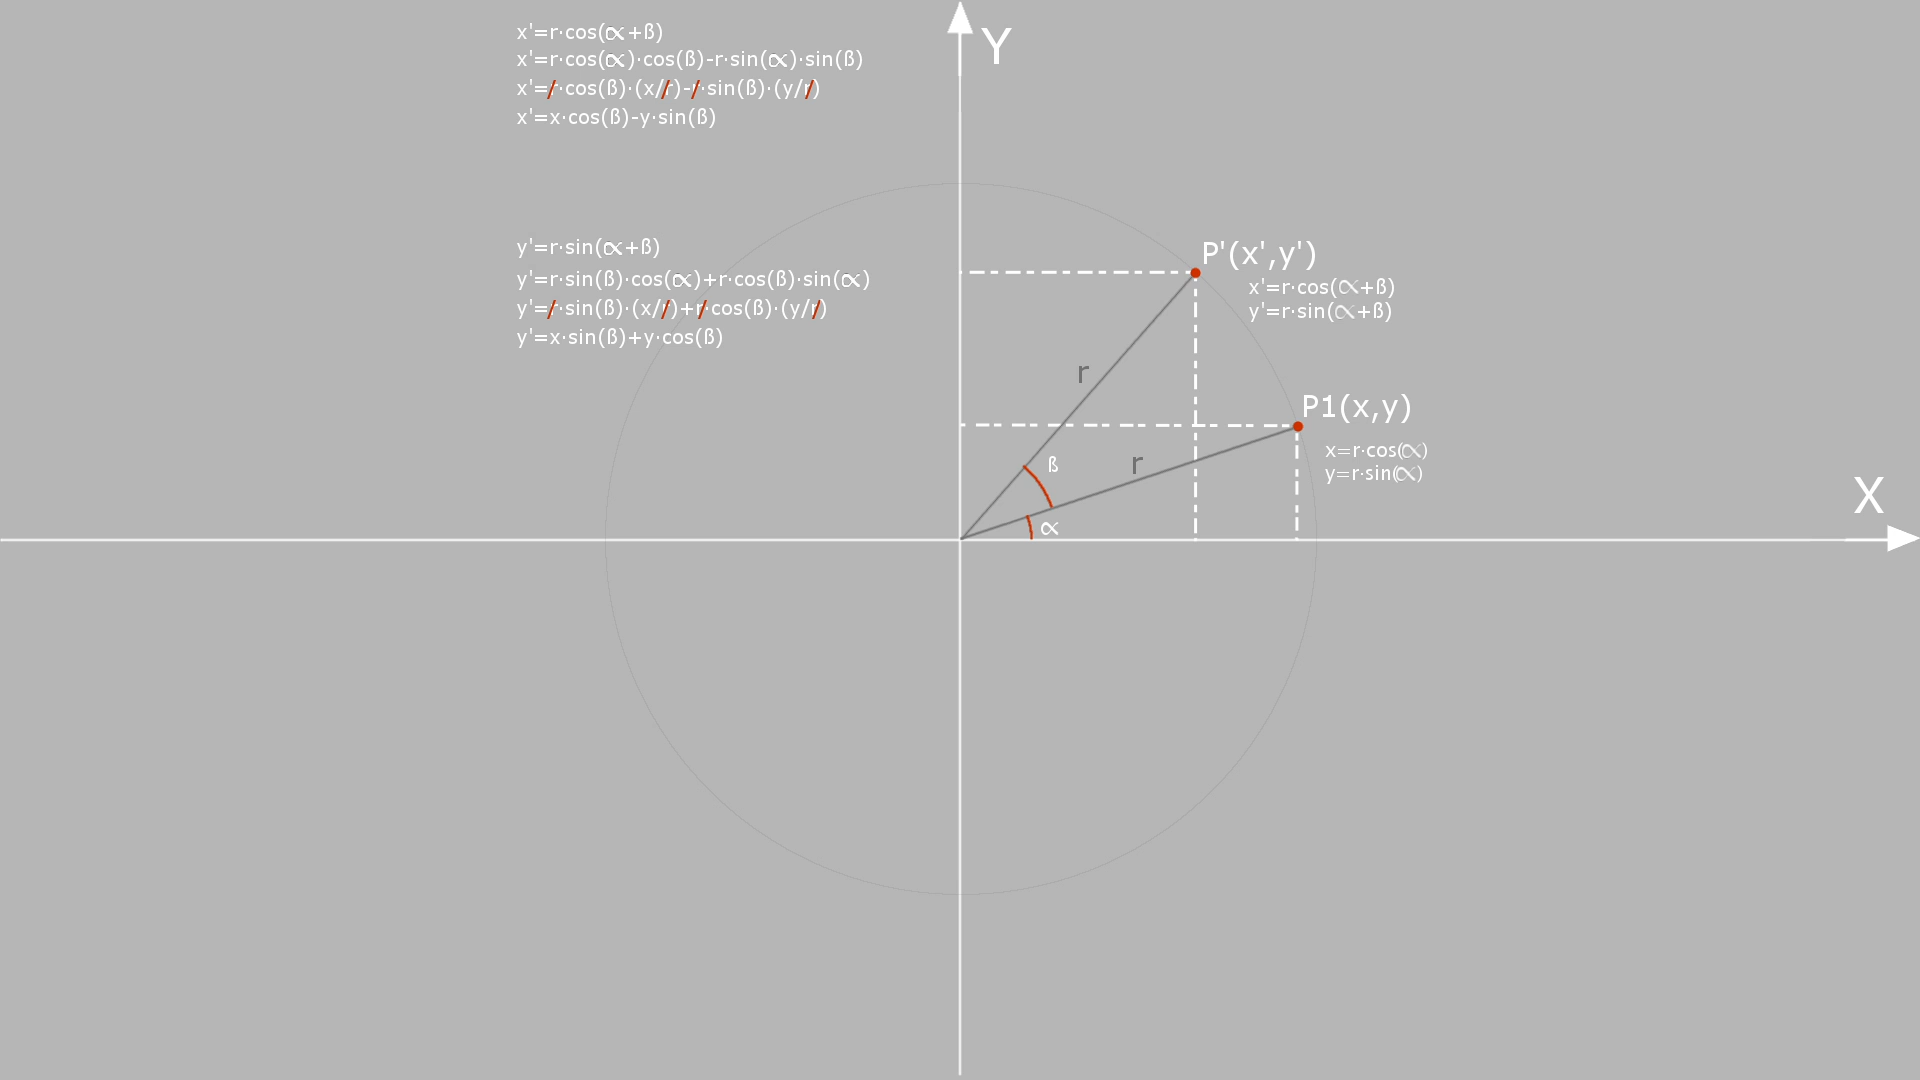 x'=r·cos(∝+ß)
x'=r·cos(∝)·cos(ß)-r·sin(∝)·sin(ß)
x'=r·cos(ß)·(x/r)-r·sin(ß)·(y/r)
x'=x·cos(ß)-y·sin(ß)
y'=r·sin(∝+ß)
y'=r·sin(ß)·cos(∝)+r·cos(ß)·sin(∝)
y'=r·sin(ß)·(x/r)+r·cos(ß)·(y/r)
y'=x·sin(ß)+y·cos(ß)
Y
P'(x',y')
x'=r·cos(∝+ß)
y'=r·sin(∝+ß)
r
P1(x,y)
x=r·cos(∝)
y=r·sin(∝)
r
ß
∝
X